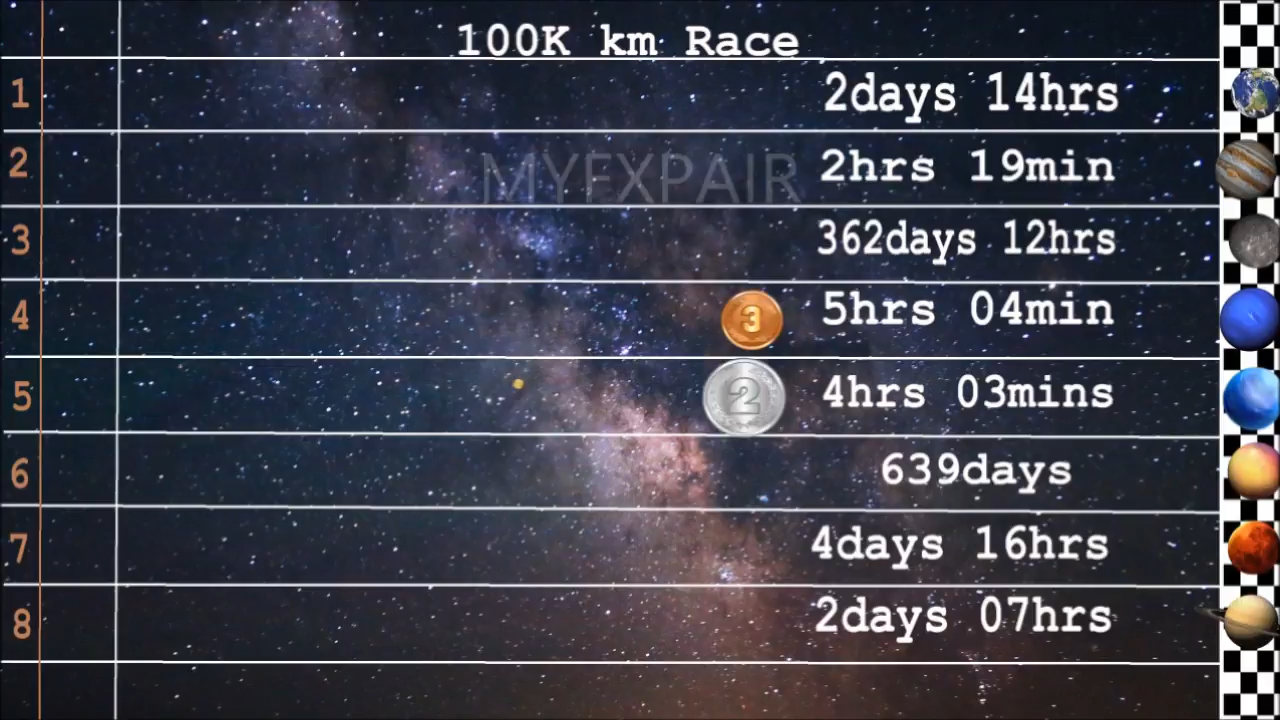 100K km Race
1 2days 14hrs
2 MYEXPAIR 2hrs 19min
3 362days 12hrs
4 3 5hrs 04min
5 2 4hrs 03mins
6 639days
7 4days 16hrs
8 2days 07hrs